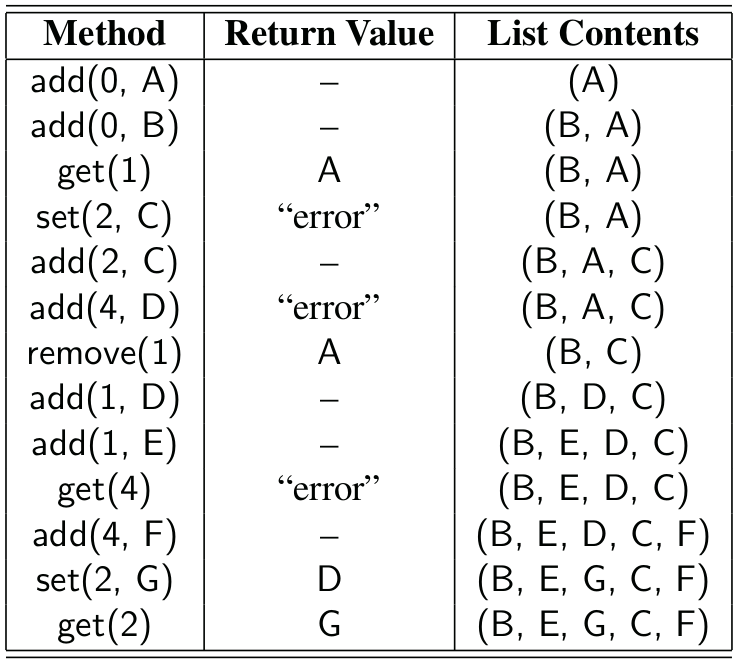 Method Return Value List Contents
add(0, A) – (A)
add(0, B) – (B, A)
get(1) A (B, A)
set(2, C) “error” (B, A)
add(2, C) – (B, A, C)
add(4, D) “error” (B, A, C)
remove(1) A (B, C)
add(1, D) – (B, D, C)
add(1, E) – (B, E, D, C)
get(4) “error” (B, E, D, C)
add(4, F) – (B, E, D, C, F)
set(2, G) D (B, E, G, C, F)
get(2) G (B, E, G, C, F)